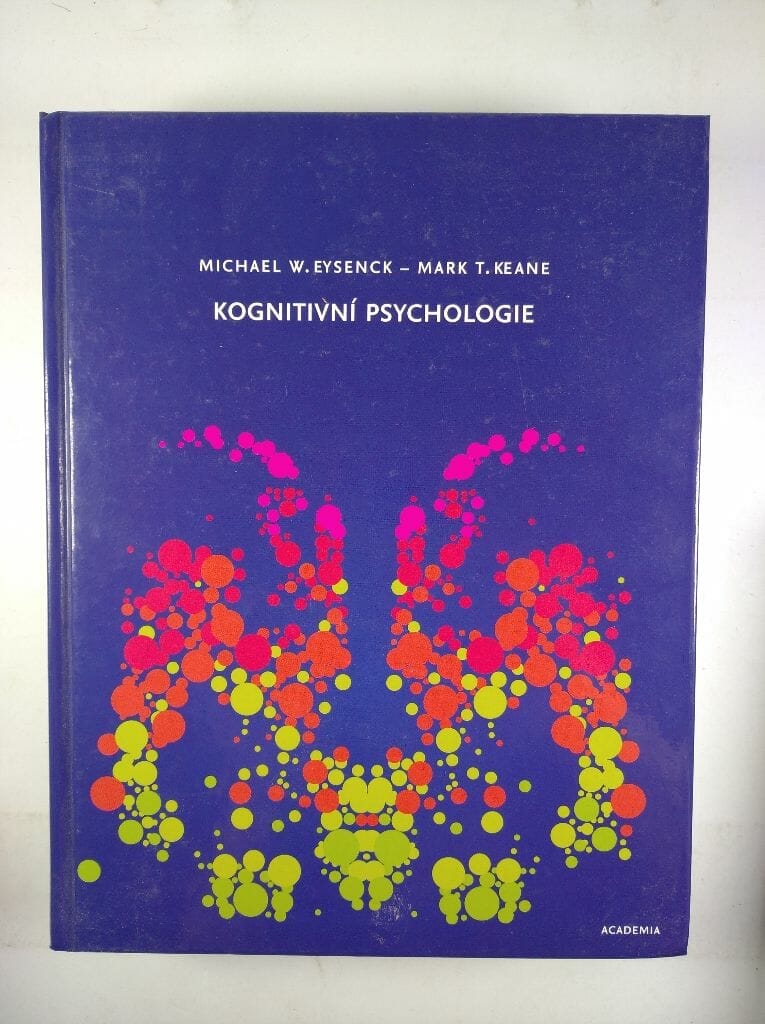 MICHAEL W. EYSENCK – MARK T. KEANE
KOGNITIVNÍ PSYCHOLOGIE
ACADEMIA